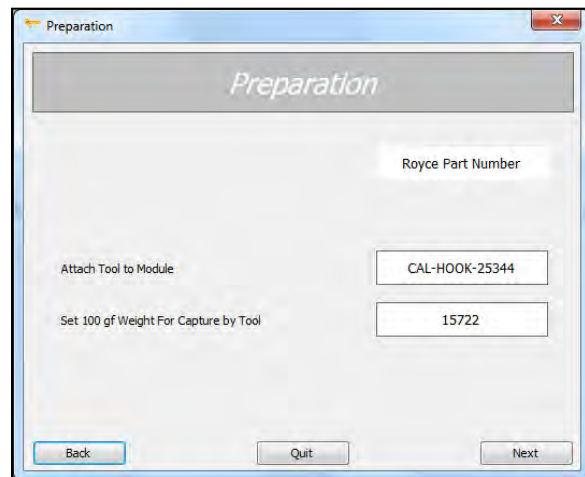 Preparation
Preparation
Royce Part Number
Attach Tool to Module CAL-HOOK-25344
Set 100 gf Weight For Capture by Tool 15722
Back Quit Next